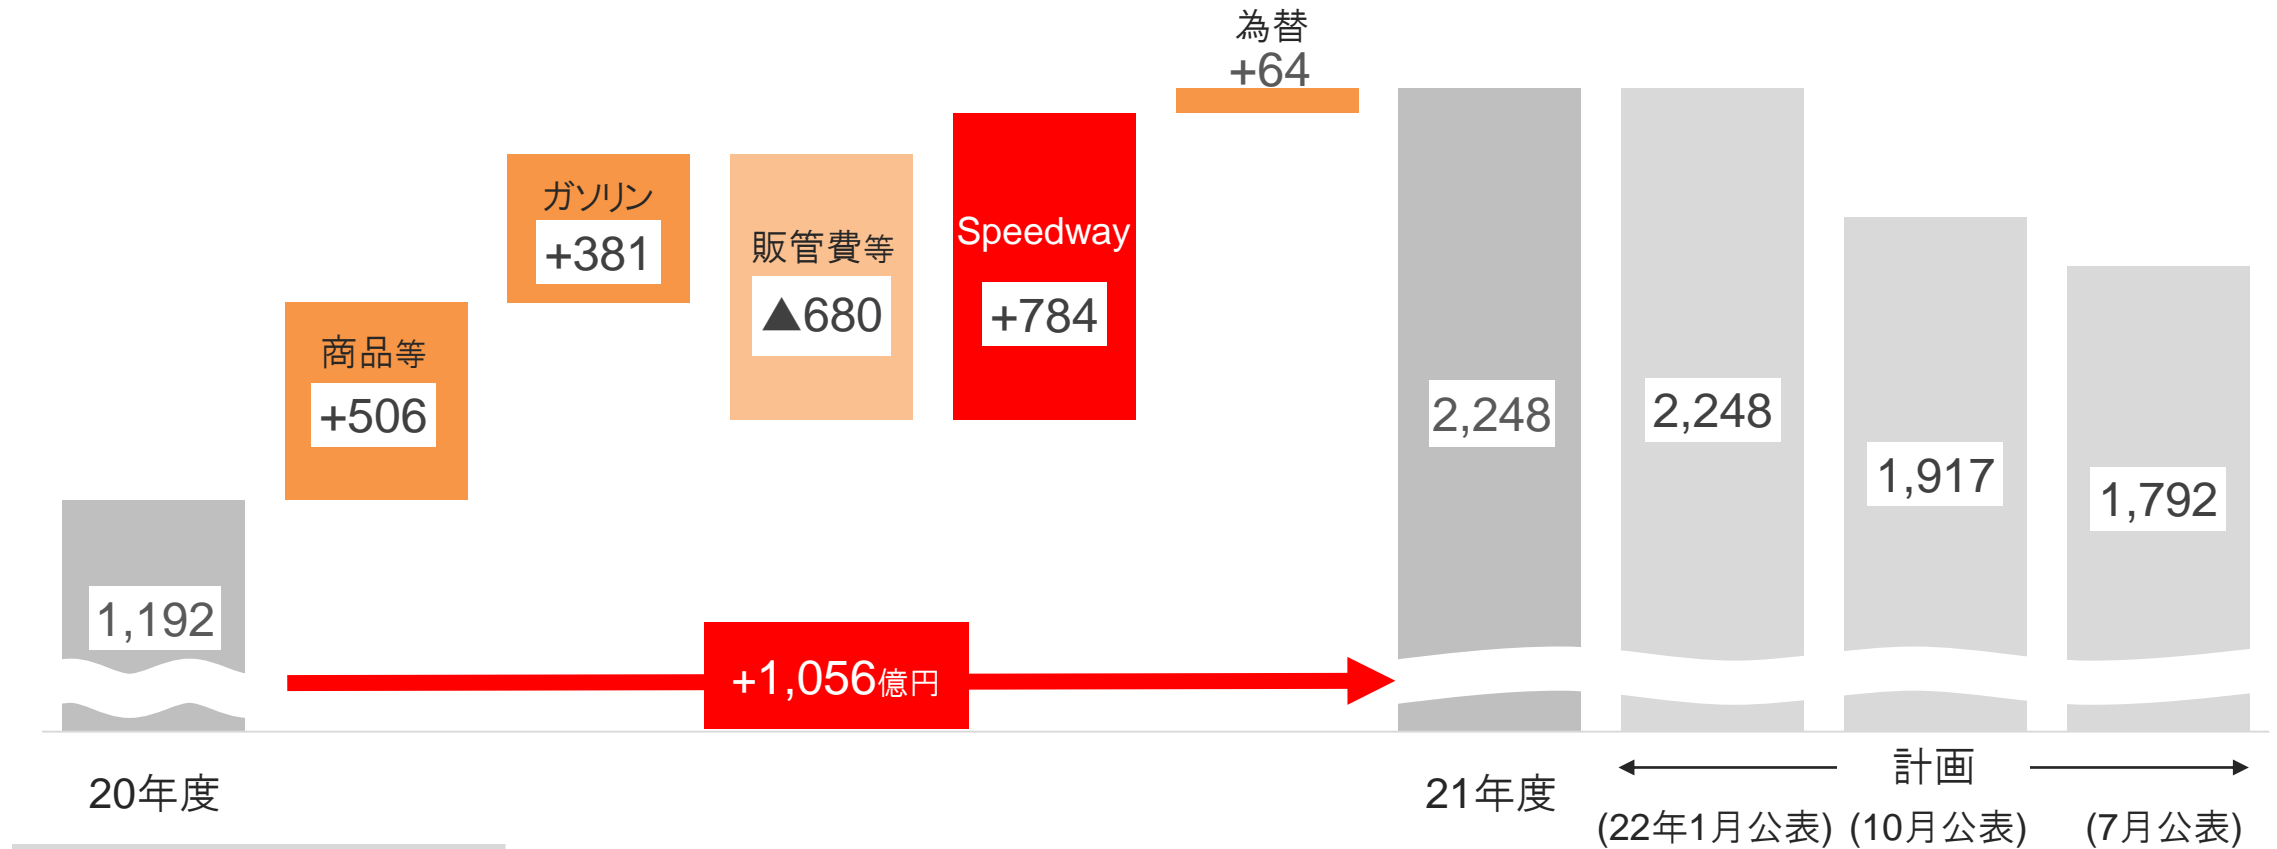 為替
+64
ガソリン
+381
販管費等
▲680
Speedway
+784
商品等
+506
2,248
2,248
1,917
1,792
1,192
+1,056億円
20年度
21年度
計画
(22年1月公表)
(10月公表)
(7月公表)